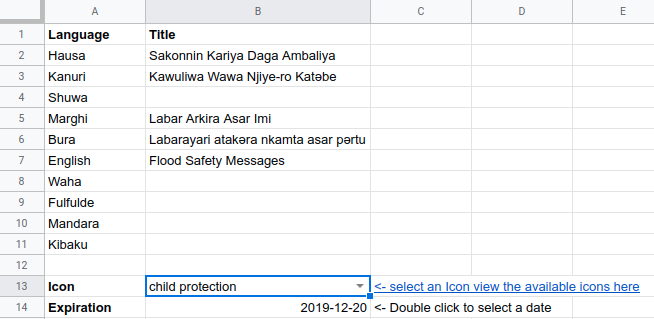 A B C D E
1 Language Title
2 Hausa Sakonnin Kariya Daga Ambaliya
3 Kanuri Kawuliwa Wawa Njiye-ro Katəbe
4 Shuwa
5 Marghi Labar Arkira Asar Imi
6 Bura Labarayari atakəra nkamta asar pərtu
7 English Flood Safety Messages
8 Waha
9 Fulfulde
10 Mandara
11 Kibaku
12
13 Icon child protection <- select an Icon view the available icons here
14 Expiration 2019-12-20 <- Double click to select a date